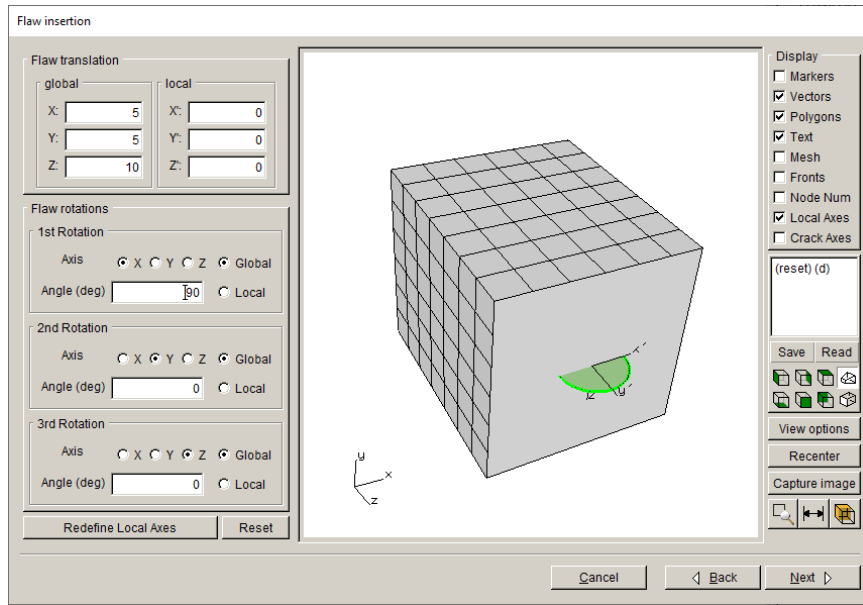 Flaw insertion
Flaw translation
global
local
X: 5
X': 0
Y: 5
Y': 0
Z: 10
Z': 0
Flaw rotations
1st Rotation
Axis X Y Z Global
Angle (deg) 90 Local
2nd Rotation
Axis X Y Z Global
Angle (deg) 0 Local
3rd Rotation
Axis X Y Z Global
Angle (deg) 0 Local
Redefine Local Axes
Reset
y'
y
x
z
Display
Markers
Vectors
Polygons
Text
Mesh
Fronts
Node Num
Local Axes
Crack Axes
(reset) (d)
Save Read
View options
Recenter
Capture image
Cancel
Back
Next